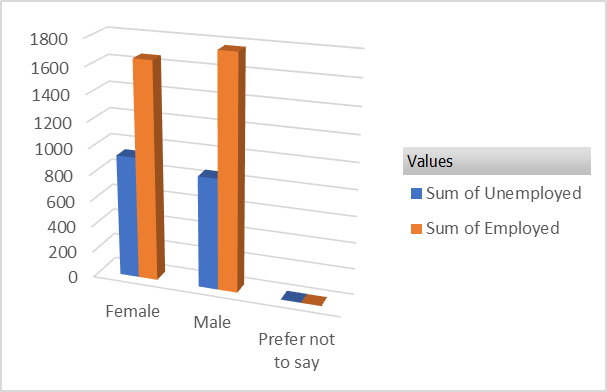 1800
1600
1400
1200
1000
800
600
400
200
0
Female
Male
Prefer not
to say
Values
Sum of Unemployed
Sum of Employed